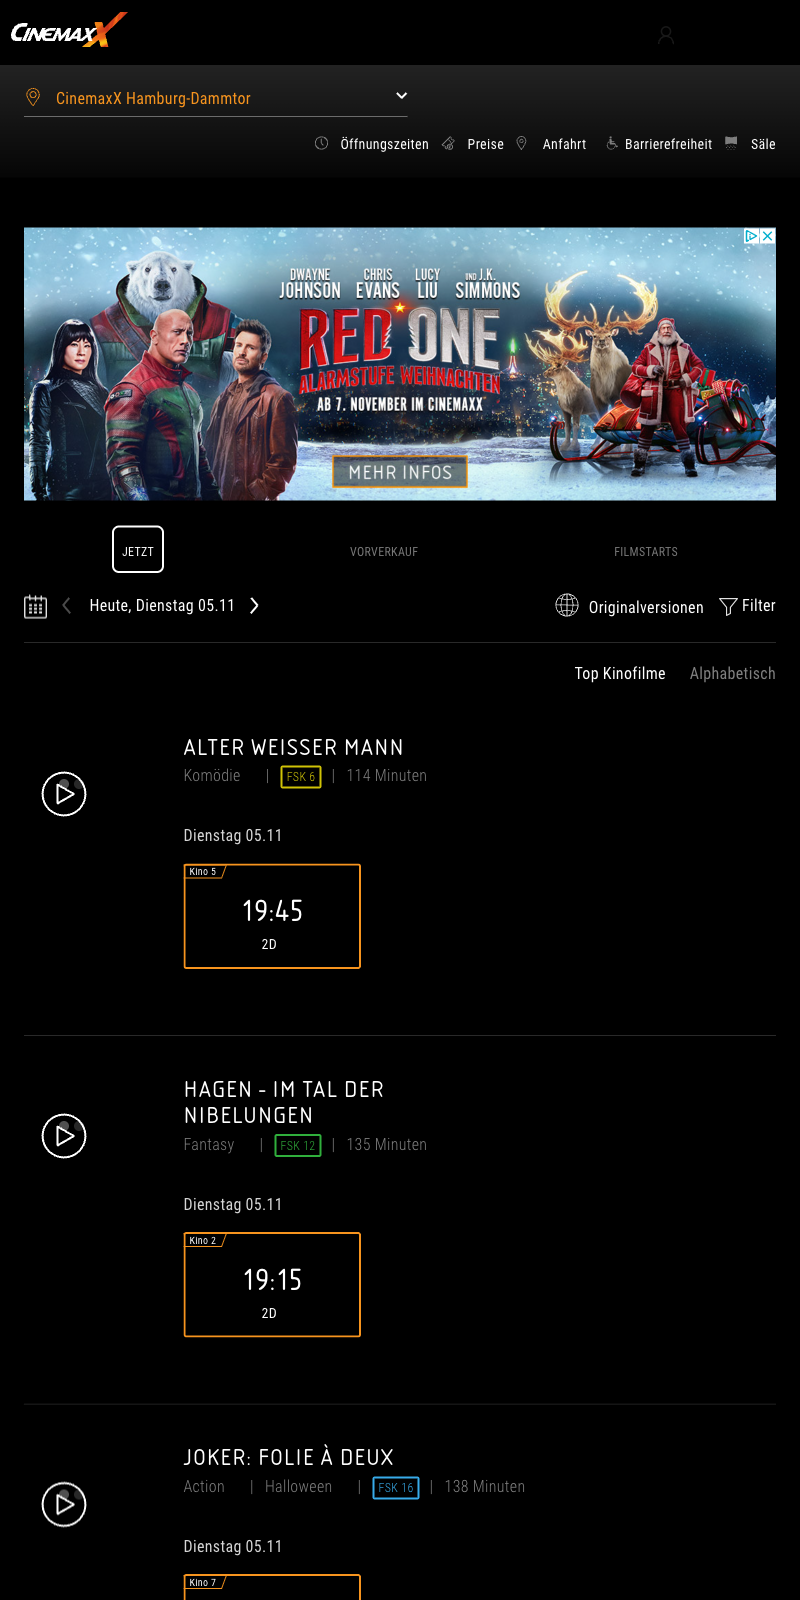 CINEMAXX
CinemaxX Hamburg-Dammtor
Öffnungszeiten Preise Anfahrt Barrierefreiheit Säle
DWAYNE JOHNSON CHRIS EVANS LUCY LIU UND J.K. SIMMONS
RED ONE
ALARMSTUFE WEIHNACHTEN
AB 7. NOVEMBER IM CINEMAXX
MEHR INFOS
JETZT VORVERKAUF FILMSTARTS
Heute, Dienstag 05.11 Originalversionen Filter
Top Kinofilme Alphabetisch
ALTER WEISSER MANN
Komödie | FSK 6 | 114 Minuten
Dienstag 05.11
Kino 5
19:45
2D
HAGEN - IM TAL DER
NIBELUNGEN
Fantasy | FSK 12 | 135 Minuten
Dienstag 05.11
Kino 2
19:15
2D
JOKER: FOLIE À DEUX
Action | Halloween | FSK 16 | 138 Minuten
Dienstag 05.11
Kino 7